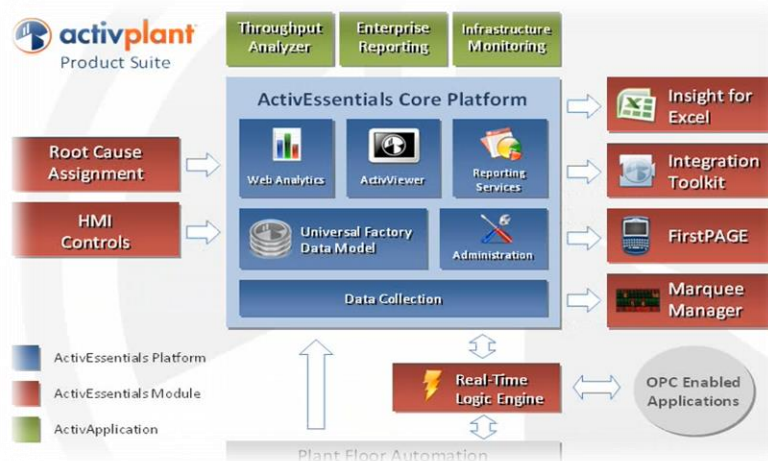 activplant
Product Suite
Throughput
Analyzer
Enterprise
Reporting
Infrastructure
Monitoring
ActivEssentials Core Platform
Web Analytics
ActivViewer
Reporting
Services
Universal Factory
Data Model
Administration
Data Collection
Root Cause
Assignment
HMI
Controls
Insight for
Excel
Integration
Toolkit
FirstPAGE
Marquee
Manager
ActivEssentials Platform
ActivEssentials Module
ActivApplication
Real-Time
Logic Engine
OPC Enabled
Applications
Plant Floor Automation